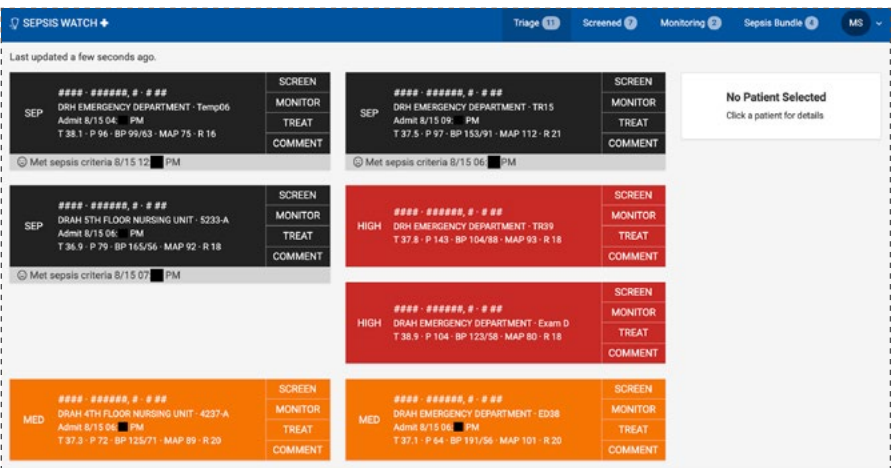 SEPSIS WATCH
Triage 11 Screened 7 Monitoring 2 Sepsis Bundle 4 MS
Last updated a few seconds ago.
SEP
#### · ######, # · # ##
DRH EMERGENCY DEPARTMENT · Temp06
Admit 8/15 04: PM
T 38.1 · P 96 · BP 99/63 · MAP 75 · R 16
SCREEN
MONITOR
TREAT
COMMENT
Met sepsis criteria 8/15 12: PM
SEP
#### · ######, # · # ##
DRH EMERGENCY DEPARTMENT · TR15
Admit 8/15 09: PM
T 37.5 · P 97 · BP 153/91 · MAP 112 · R 21
SCREEN
MONITOR
TREAT
COMMENT
Met sepsis criteria 8/15 06: PM
No Patient Selected
Click a patient for details
SEP
#### · ######, # · # ##
DRAH 5TH FLOOR NURSING UNIT · 5233-A
Admit 8/15 06: PM
T 36.9 · P 79 · BP 165/56 · MAP 92 · R 18
SCREEN
MONITOR
TREAT
COMMENT
Met sepsis criteria 8/15 07: PM
HIGH
#### · ######, # · # ##
DRH EMERGENCY DEPARTMENT · TR39
T 37.8 · P 143 · BP 104/88 · MAP 93 · R 18
SCREEN
MONITOR
TREAT
COMMENT
HIGH
#### · ######, # · # ##
DRAH EMERGENCY DEPARTMENT · Exam D
T 38.9 · P 104 · BP 123/58 · MAP 80 · R 18
SCREEN
MONITOR
TREAT
COMMENT
MED
#### · ######, # · # ##
DRAH 4TH FLOOR NURSING UNIT · 4237-A
Admit 8/15 06: PM
T 37.3 · P 72 · BP 125/71 · MAP 89 · R 20
SCREEN
MONITOR
TREAT
COMMENT
MED
#### · ######, # · # ##
DRAH EMERGENCY DEPARTMENT · ED38
Admit 8/15 06: PM
T 37.1 · P 64 · BP 191/56 · MAP 101 · R 20
SCREEN
MONITOR
TREAT
COMMENT